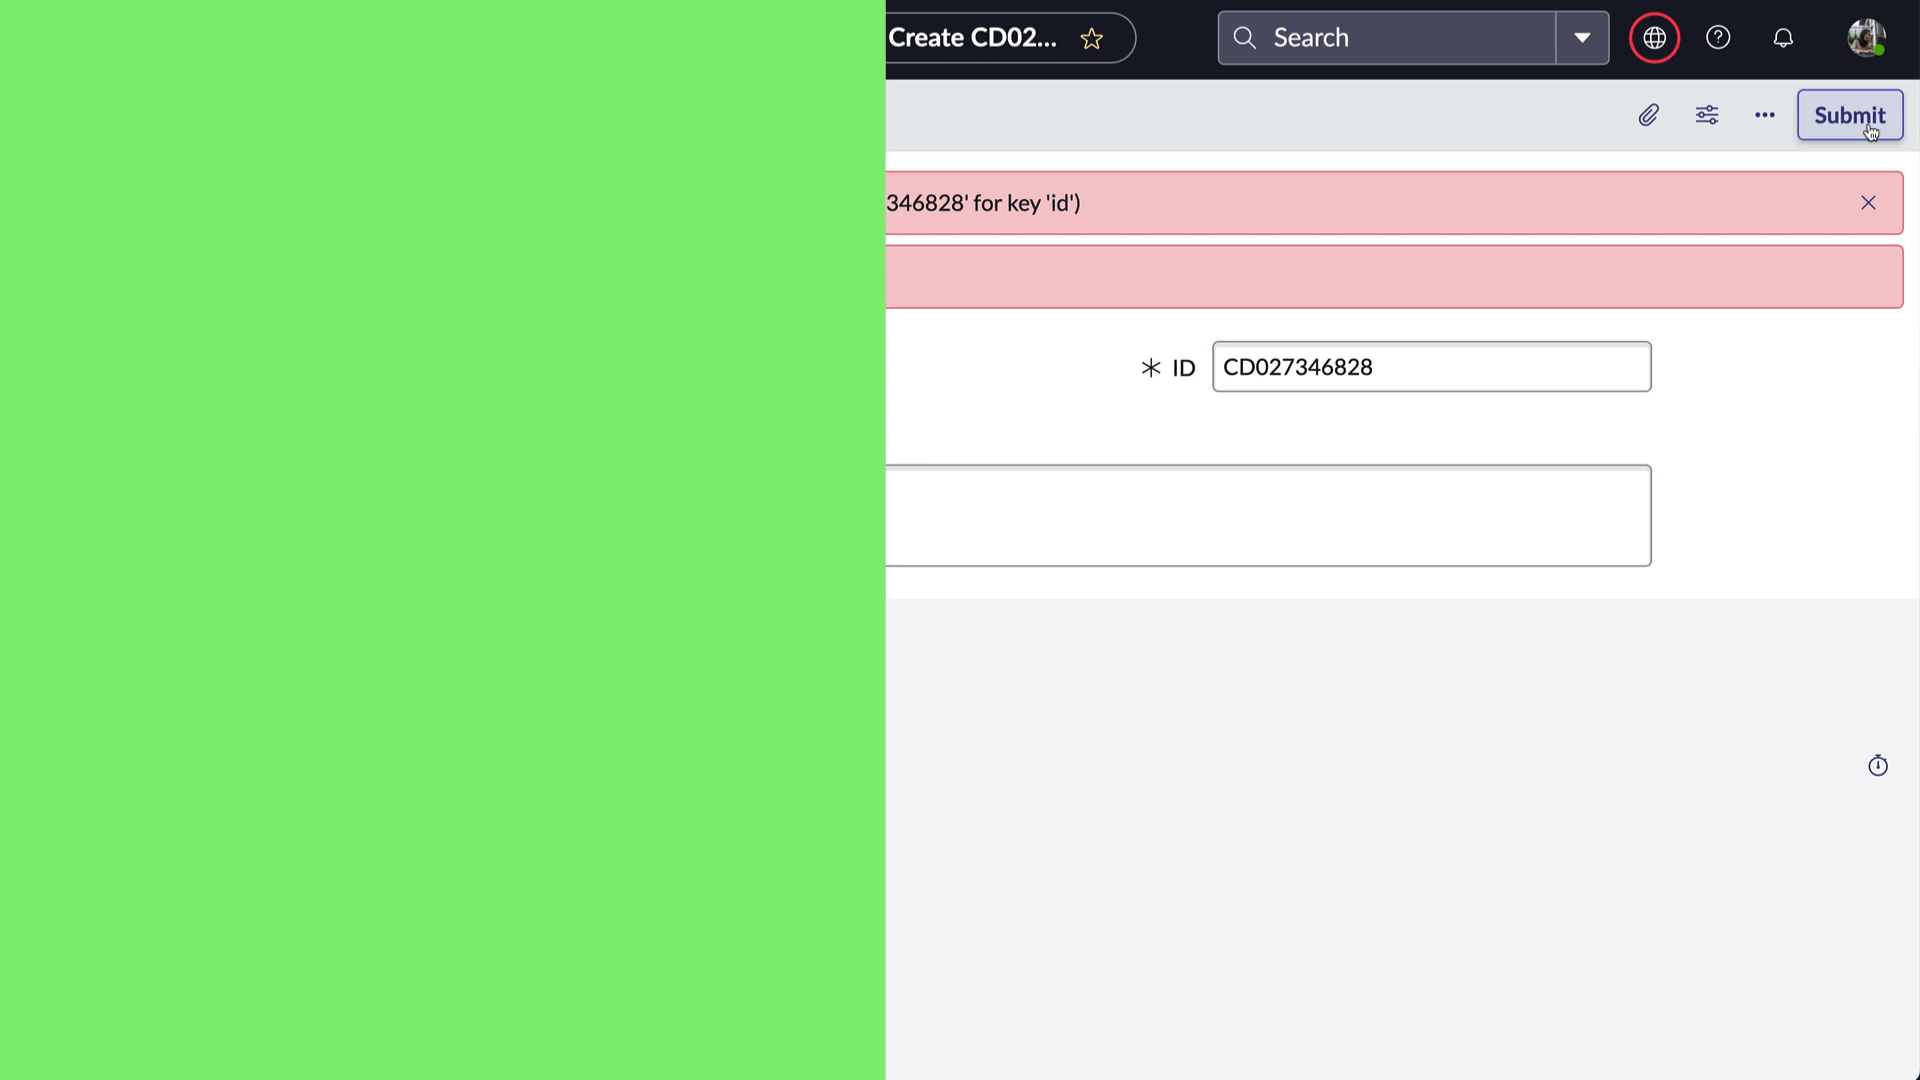 Create CD02...
Search
Submit
346828' for key 'id')
ID
CD027346828